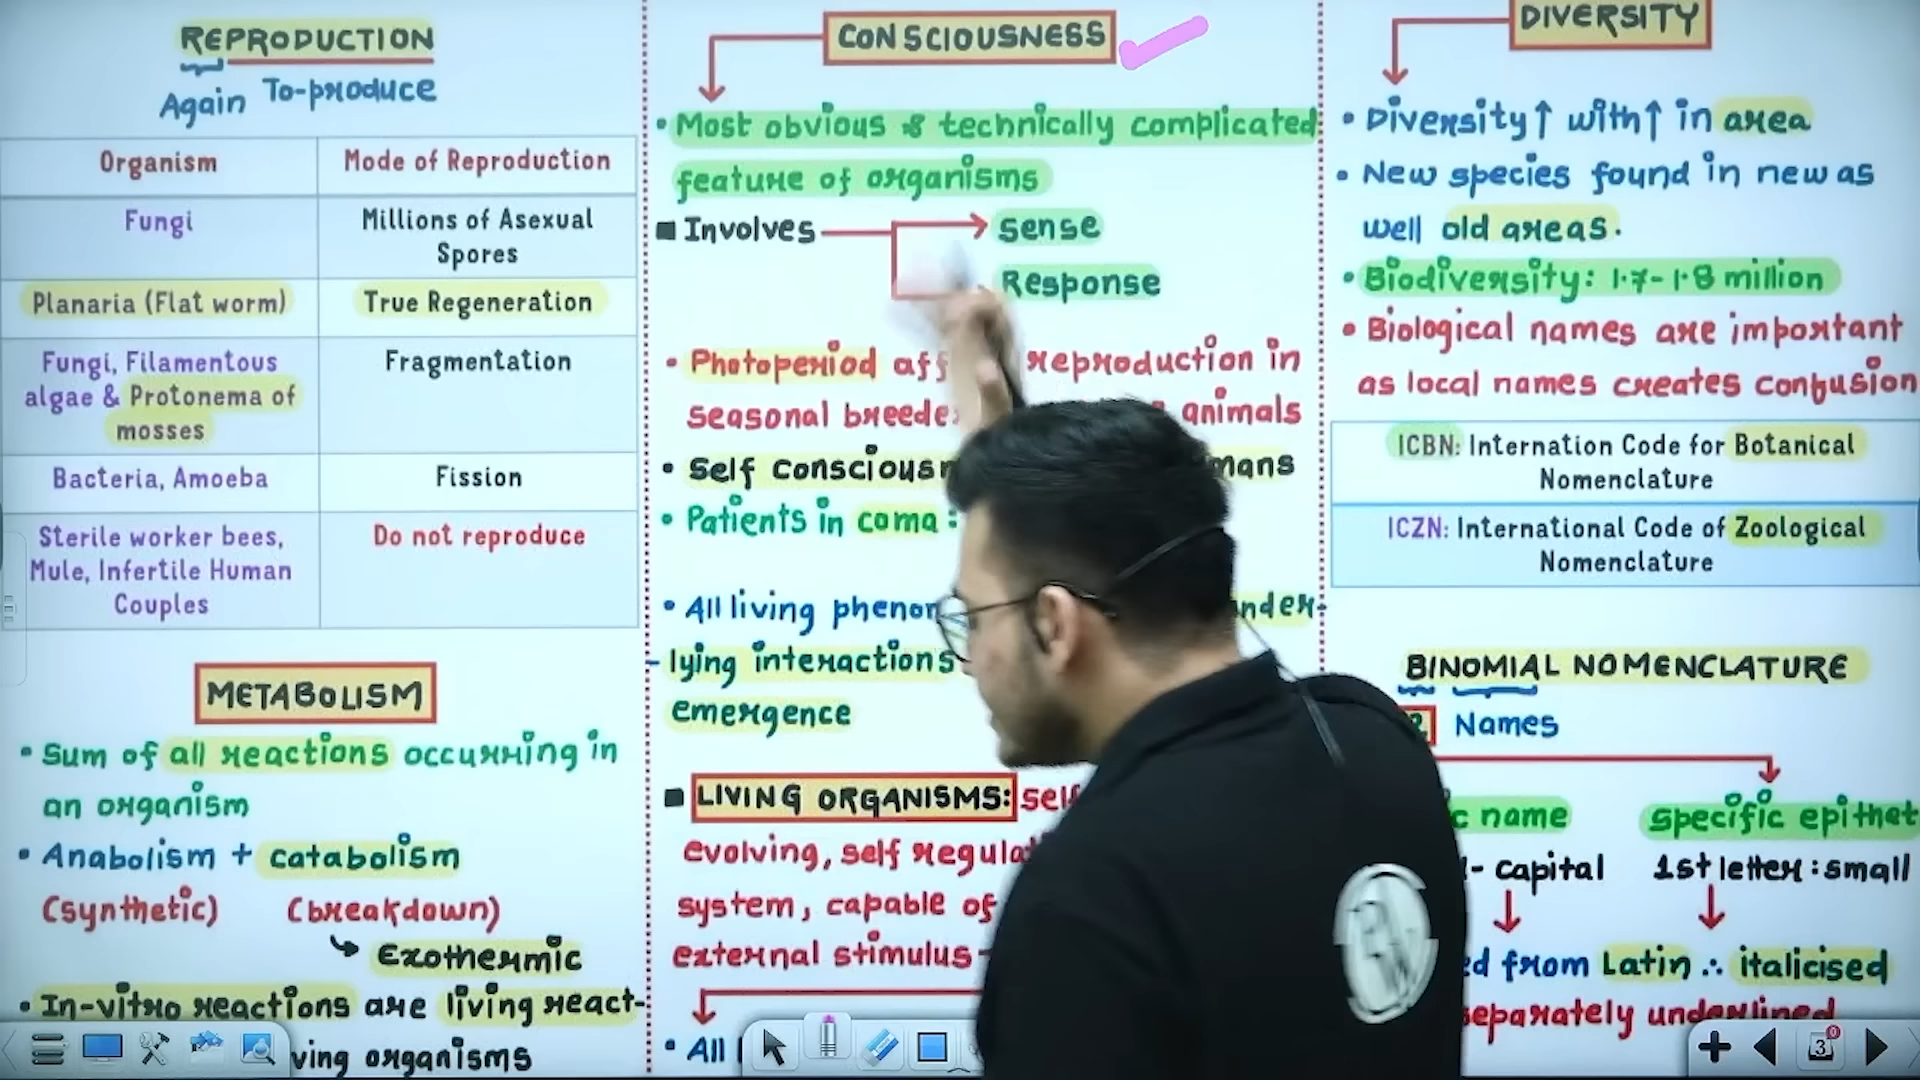 REPRODUCTION
Again To-produce
Organism Mode of Reproduction
Fungi Millions of Asexual
Spores
Planaria (Flat worm) True Regeneration
Fungi, Filamentous Fragmentation
algae & Protonema of
mosses
Bacteria, Amoeba Fission
Sterile worker bees, Do not reproduce
Mule, Infertile Human
Couples
METABOLISM
• Sum of all reactions occurring in
an organism
• Anabolism + catabolism
(synthetic) (breakdown)
Exothermic
• In-vitro reactions are living react-
ving organisms
CONSCIOUSNESS
• Most obvious & technically complicated
feature of organisms
■ Involves sense
Response
• Photoperiod aff reproduction in
seasonal breede animals
• Self consciousn mans
• Patients in coma :
• All living phenom nder-
lying interactions
emergence
■ LIVING ORGANISMS: self
evolving, self regula
system, capable of
external stimulus
• All
DIVERSITY
• Diversity↑ with↑ in area
• New species found in new as
well old areas.
• Biodiversity: 1.7-1.8 million
• Biological names are important
as local names creates confusion
ICBN: Internation Code for Botanical
Nomenclature
ICZN: International Code of Zoological
Nomenclature
BINOMIAL NOMENCLATURE
2 Names
c name specific epithet
- capital 1st letter : small
ed from Latin ∴ italicised
separately underlined
3